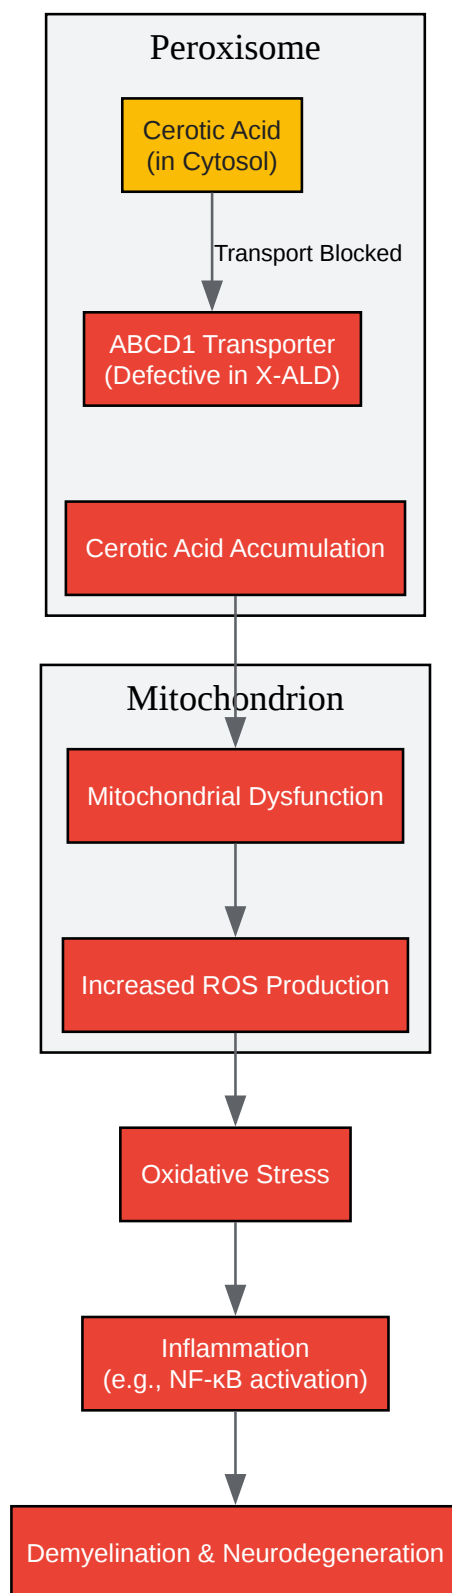 Peroxisome
Cerotic Acid
(in Cytosol)
Transport Blocked
ABCD1 Transporter
(Defective in X-ALD)
Cerotic Acid Accumulation
Mitochondrion
Mitochondrial Dysfunction
Increased ROS Production
Oxidative Stress
Inflammation
(e.g., NF-κB activation)
Demyelination & Neurodegeneration